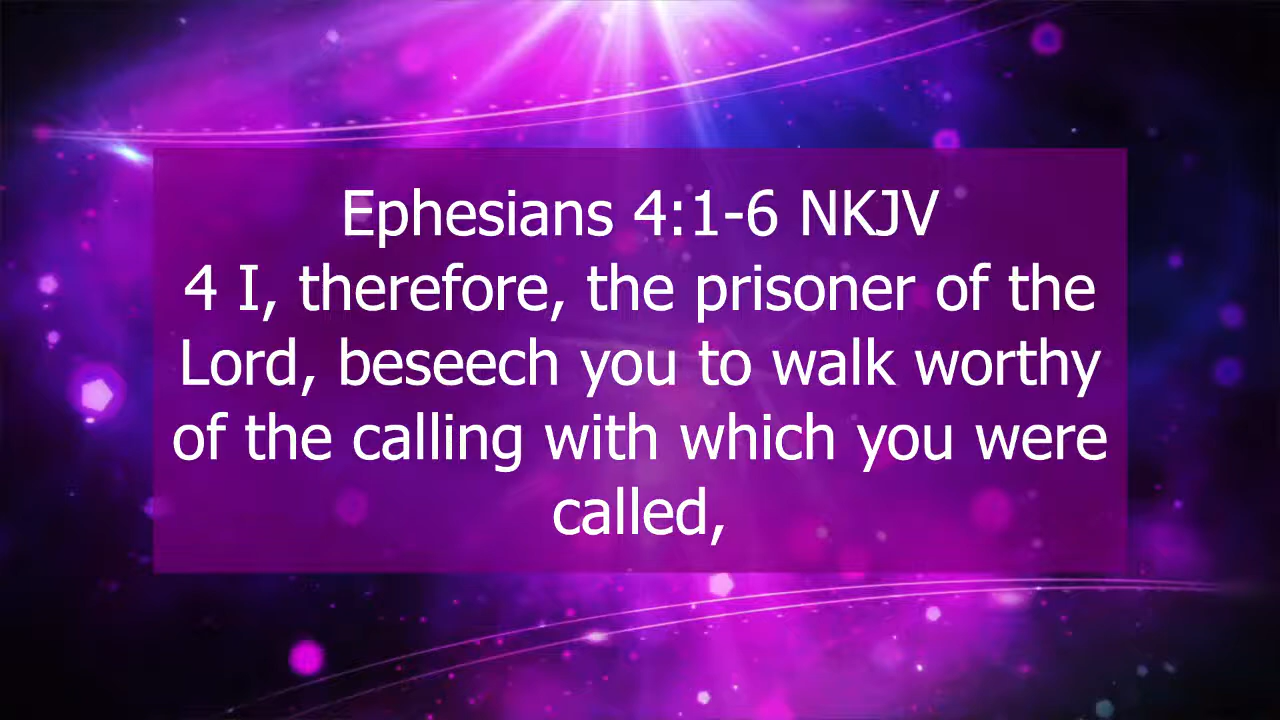 Ephesians 4:1-6 NKJV
4 I, therefore, the prisoner of the
Lord, beseech you to walk worthy
of the calling with which you were
called,